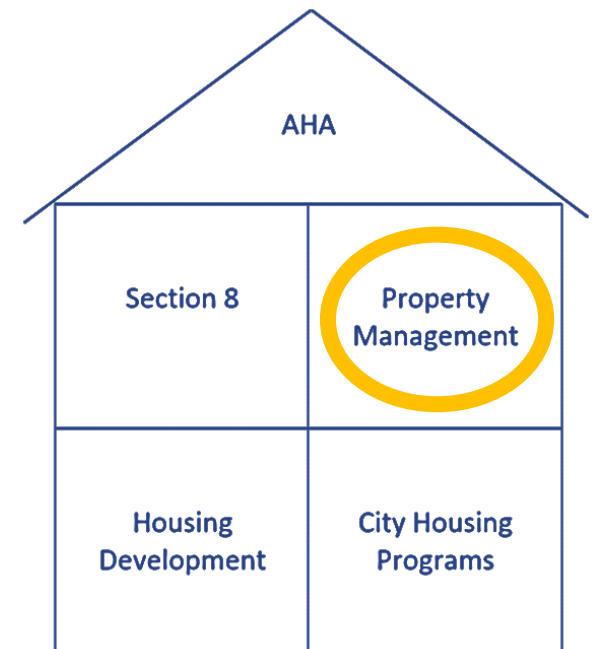 AHA
Section 8
Property
Management
Housing
Development
City Housing
Programs